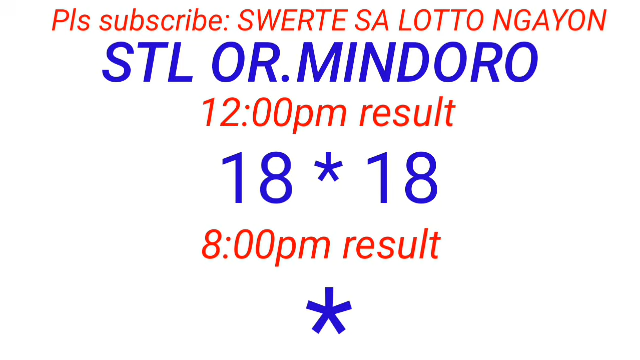 Pls subscribe: SWERTE SA LOTTO NGAYON
STL OR.MINDORO
12:00pm result
18 * 18
8:00pm result
*